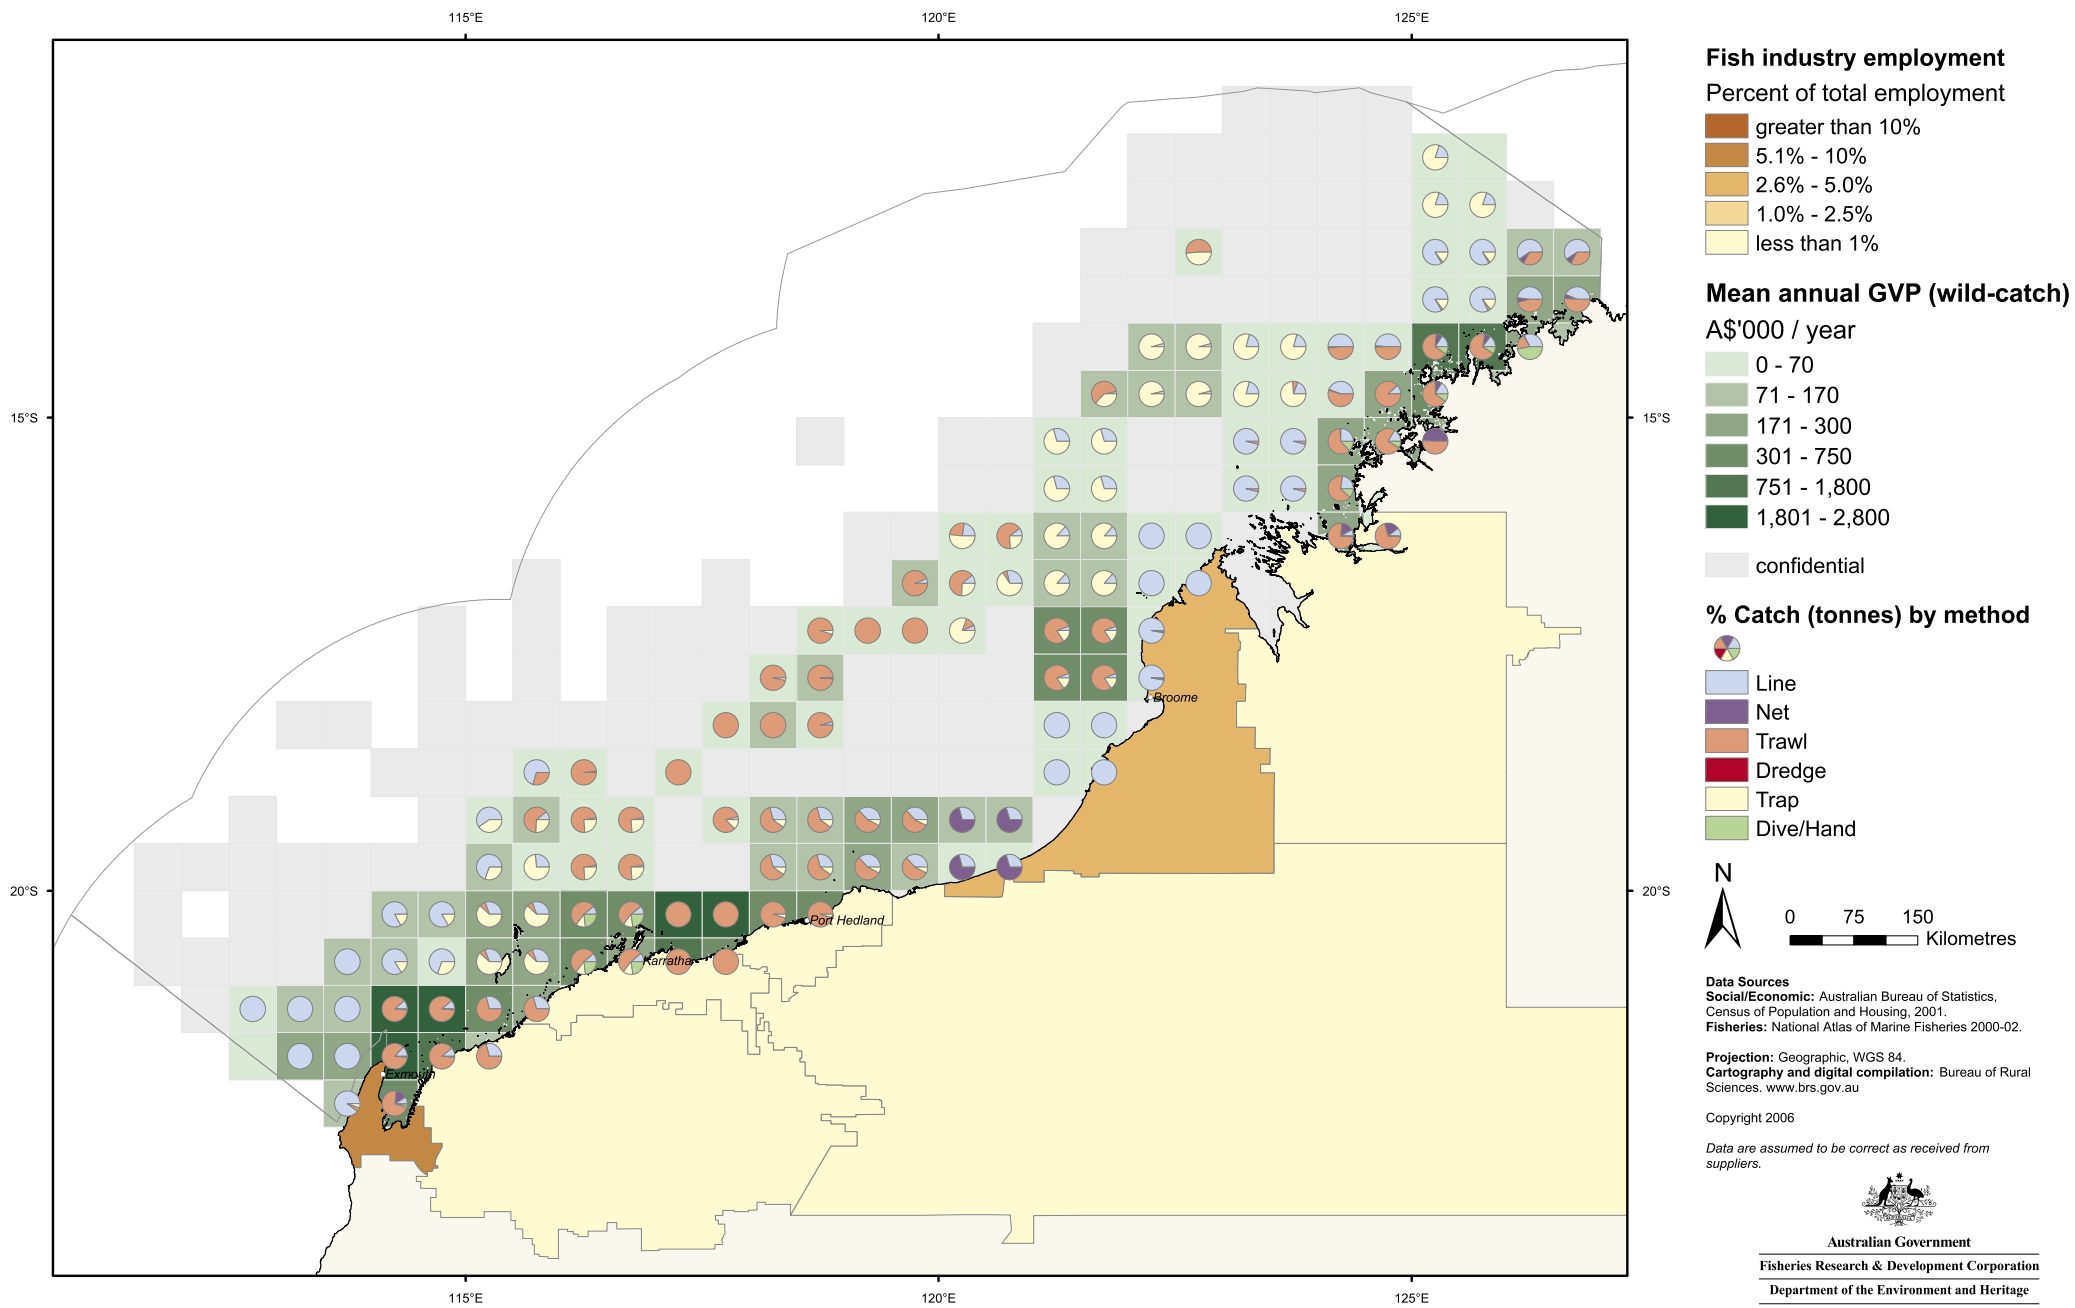 115°E 120°E 125°E
Fish industry employment
Percent of total employment
greater than 10%
5.1% - 10%
2.6% - 5.0%
1.0% - 2.5%
less than 1%
Mean annual GVP (wild-catch)
A$'000 / year
0 - 70
71 - 170
171 - 300
301 - 750
751 - 1,800
1,801 - 2,800
confidential
% Catch (tonnes) by method
Line
Net
Trawl
Dredge
Trap
Dive/Hand
15°S 15°S
Broome
20°S 20°S
Port Hedland
Karratha
Exmouth
N
0 75 150
Kilometres
Data Sources
Social/Economic: Australian Bureau of Statistics,
Census of Population and Housing, 2001.
Fisheries: National Atlas of Marine Fisheries 2000-02.
Projection: Geographic, WGS 84.
Cartography and digital compilation: Bureau of Rural
Sciences. www.brs.gov.au
Copyright 2006
Data are assumed to be correct as received from
suppliers.
Australian Government
Fisheries Research & Development Corporation
Department of the Environment and Heritage
115°E 120°E 125°E